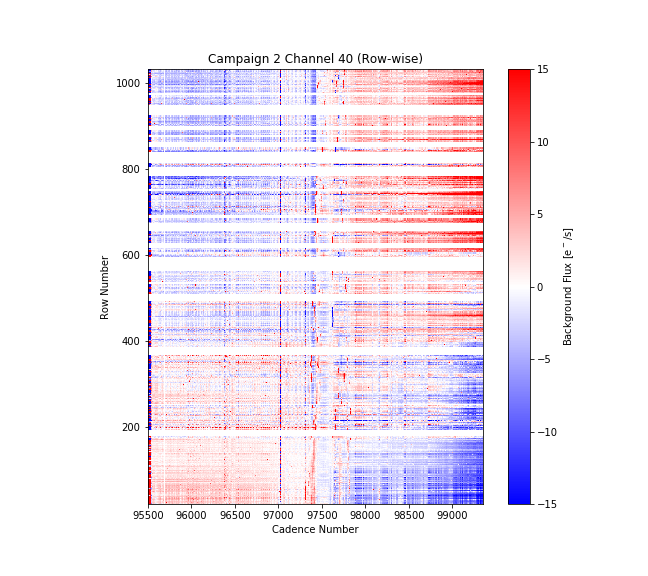 Campaign 2 Channel 40 (Row-wise)
1000
800
600
400
200
Row Number
95500 96000 96500 97000 97500 98000 98500 99000
Cadence Number
15
10
5
0
−5
−10
−15
Background Flux [e⁻/s]